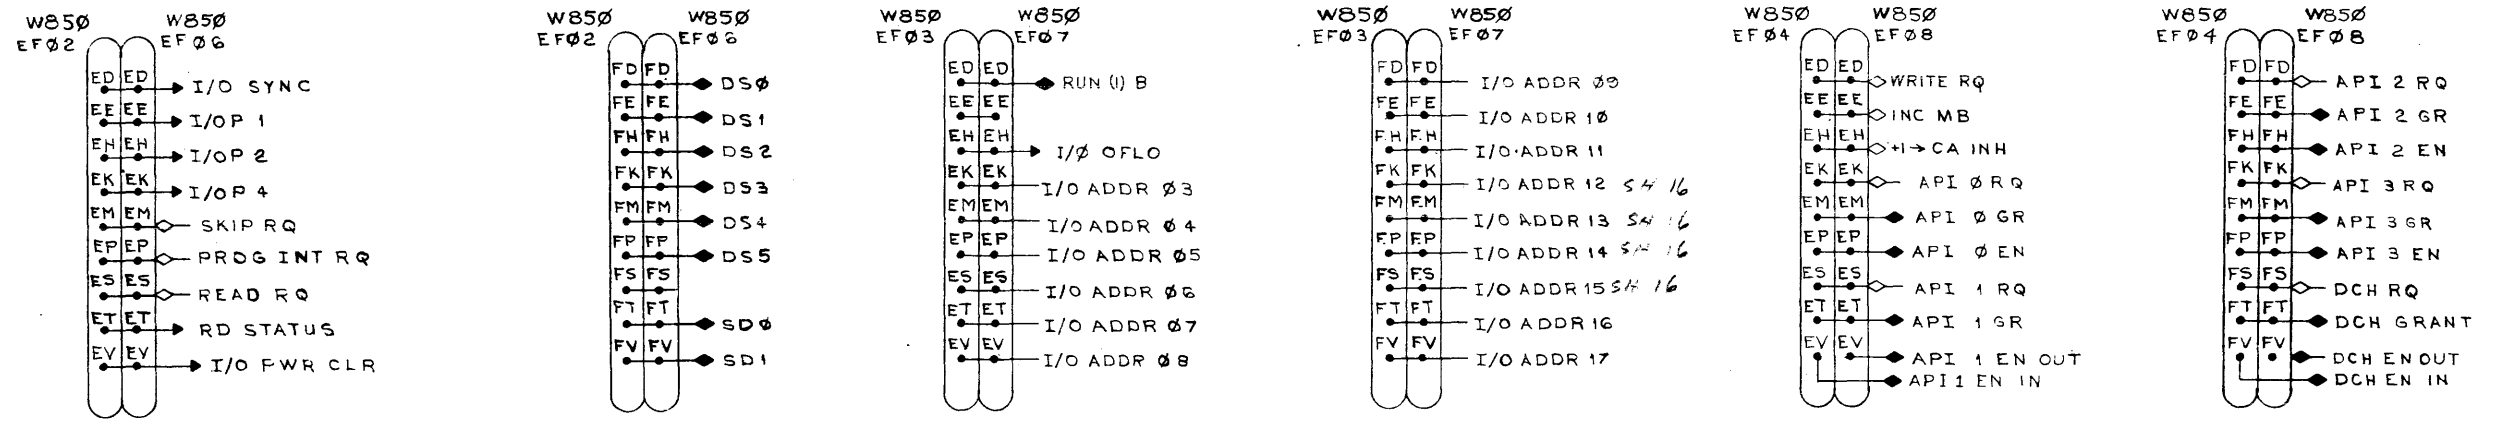 W850 W850
EFØ2 EFØ6
ED ED I/O SYNC
EE EE I/OP 1
EH EH I/OP 2
EK EK I/OP 4
EM EM SKIP RQ
EP EP PROG INT RQ
ES ES READ RQ
ET ET RD STATUS
EV EV I/O PWR CLR
W85Ø W85Ø
EFØ2 EFØ6
FD FD DSØ
FE FE DS1
FH FH DS2
FK FK DS3
FM FM DS4
FP FP DS5
FS FS
FT FT SDØ
FV FV SD1
W85Ø W85Ø
EFØ3 EFØ7
ED ED RUN (1) B
EE EE
EH EH I/Ø OFLO
EK EK I/O ADDR Ø3
EM EM I/O ADDR Ø4
EP EP I/O ADDR Ø5
ES ES I/O ADDR Ø6
ET ET I/O ADDR Ø7
EV EV I/O ADDR Ø8
W85Ø W85Ø
EFØ3 EFØ7
FD FD I/O ADDR Ø9
FE FE I/O ADDR 1Ø
FH FH I/O ADDR 11
FK FK I/O ADDR 12 SH 16
FM FM I/O ADDR 13 SH 16
FP FP I/O ADDR 14 SH 16
FS FS I/O ADDR 15 SH 16
FT FT I/O ADDR 16
FV FV I/O ADDR 17
W85Ø W85Ø
EFØ4 EFØ8
ED ED WRITE RQ
EE EE INC MB
EH EH +1→CA INH
EK EK API Ø RQ
EM EM API Ø GR
EP EP API Ø EN
ES ES API 1 RQ
ET ET API 1 GR
EV EV API 1 EN OUT
API 1 EN IN
W85Ø W85Ø
EFØ4 EFØ8
FD FD API 2 RQ
FE FE API 2 GR
FH FH API 2 EN
FK FK API 3 RQ
FM FM API 3 GR
FP FP API 3 EN
FS FS DCH RQ
FT FT DCH GRANT
FV FV DCH EN OUT
DCH EN IN